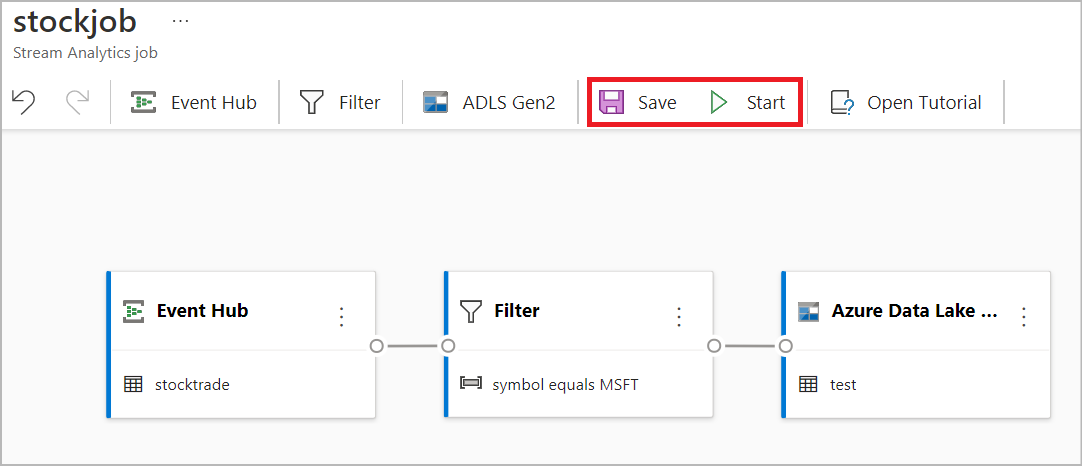 stockjob ...
Stream Analytics job
Event Hub Filter ADLS Gen2 Save Start Open Tutorial
Event Hub
stocktrade
Filter
symbol equals MSFT
Azure Data Lake ...
test